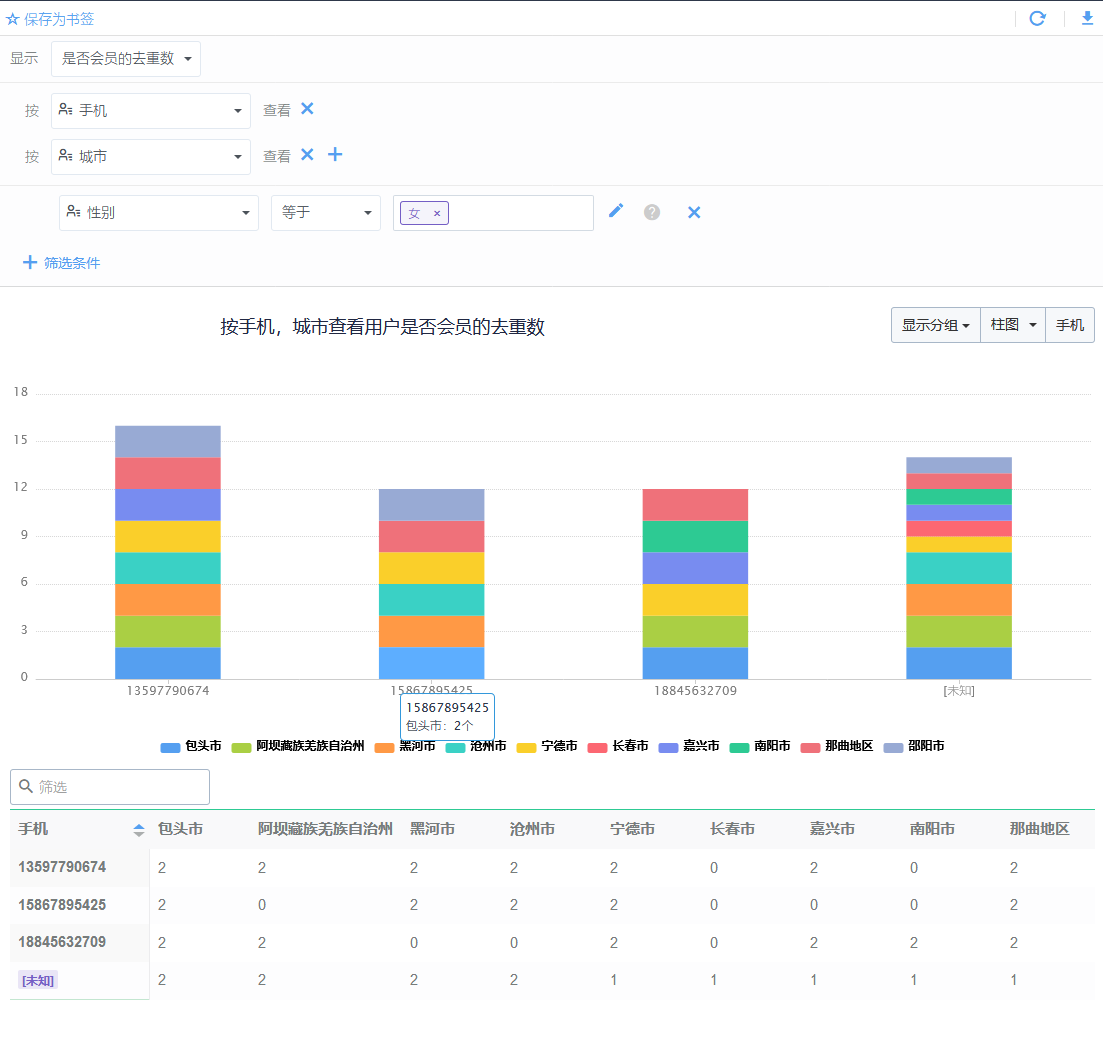 保存为书签
显示 是否会员的去重数
按 手机 查看
按 城市 查看
性别 等于 女 ×
筛选条件
按手机，城市查看用户是否会员的去重数
显示分组 柱图 手机
18
15
12
9
6
3
0
13597790674 15867895425 18845632709 [未知]
15867895425
包头市: 2个
包头市 阿坝藏族羌族自治州 黑河市 沧州市 宁德市 长春市 嘉兴市 南阳市 那曲地区 邵阳市
筛选
手机 包头市 阿坝藏族羌族自治州 黑河市 沧州市 宁德市 长春市 嘉兴市 南阳市 那曲地区
13597790674 2 2 2 2 2 0 2 0 2
15867895425 2 0 2 2 2 0 0 0 2
18845632709 2 2 0 0 2 0 2 2 2
[未知] 2 2 2 2 1 1 1 1 1